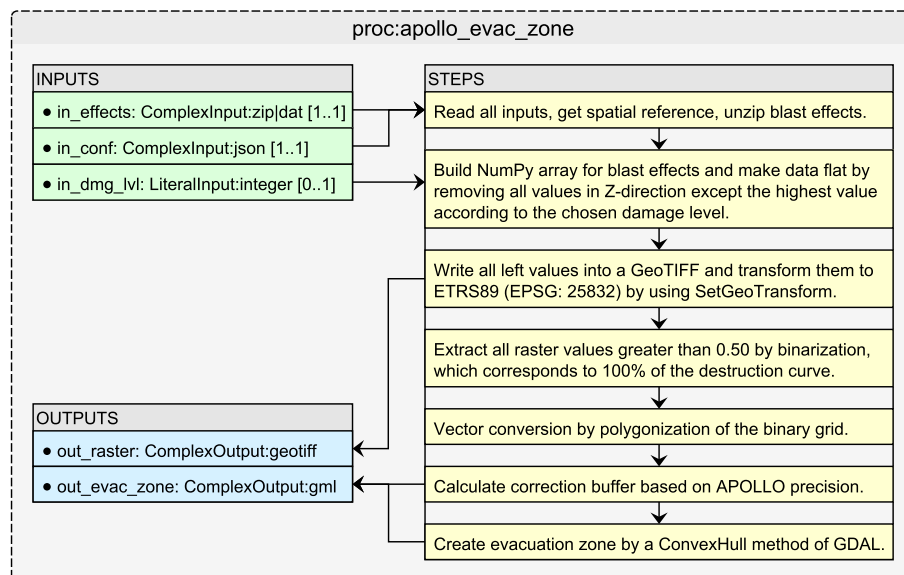 proc:apollo_evac_zone
INPUTS
● in_effects: ComplexInput:zip|dat [1..1]
● in_conf: ComplexInput:json [1..1]
● in_dmg_lvl: LiteralInput:integer [0..1]
STEPS
Read all inputs, get spatial reference, unzip blast effects.
Build NumPy array for blast effects and make data flat by
removing all values in Z-direction except the highest value
according to the chosen damage level.
Write all left values into a GeoTIFF and transform them to
ETRS89 (EPSG: 25832) by using SetGeoTransform.
Extract all raster values greater than 0.50 by binarization,
which corresponds to 100% of the destruction curve.
Vector conversion by polygonization of the binary grid.
Calculate correction buffer based on APOLLO precision.
Create evacuation zone by a ConvexHull method of GDAL.
OUTPUTS
● out_raster: ComplexOutput:geotiff
● out_evac_zone: ComplexOutput:gml